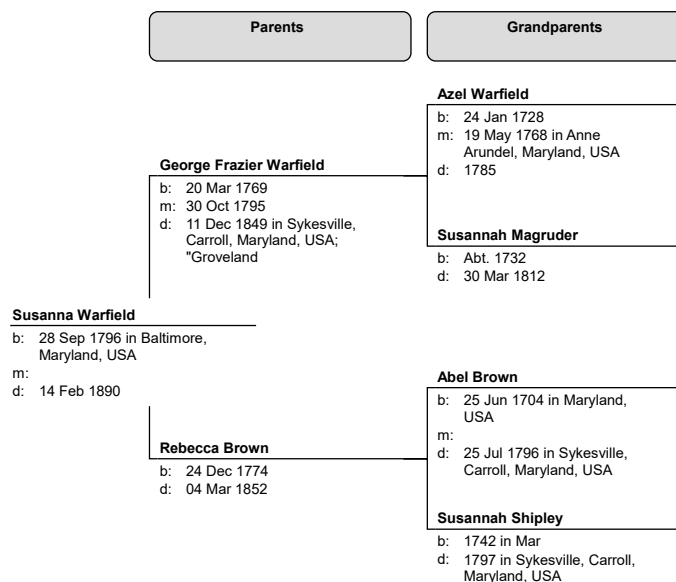 Parents
Grandparents
Azel Warfield
b: 24 Jan 1728
m: 19 May 1768 in Anne
Arundel, Maryland, USA
d: 1785
George Frazier Warfield
b: 20 Mar 1769
m: 30 Oct 1795
d: 11 Dec 1849 in Sykesville,
Carroll, Maryland, USA;
"Groveland
Susannah Magruder
b: Abt. 1732
d: 30 Mar 1812
Susanna Warfield
b: 28 Sep 1796 in Baltimore,
Maryland, USA
m:
d: 14 Feb 1890
Abel Brown
b: 25 Jun 1704 in Maryland,
USA
m:
d: 25 Jul 1796 in Sykesville,
Carroll, Maryland, USA
Rebecca Brown
b: 24 Dec 1774
d: 04 Mar 1852
Susannah Shipley
b: 1742 in Mar
d: 1797 in Sykesville, Carroll,
Maryland, USA